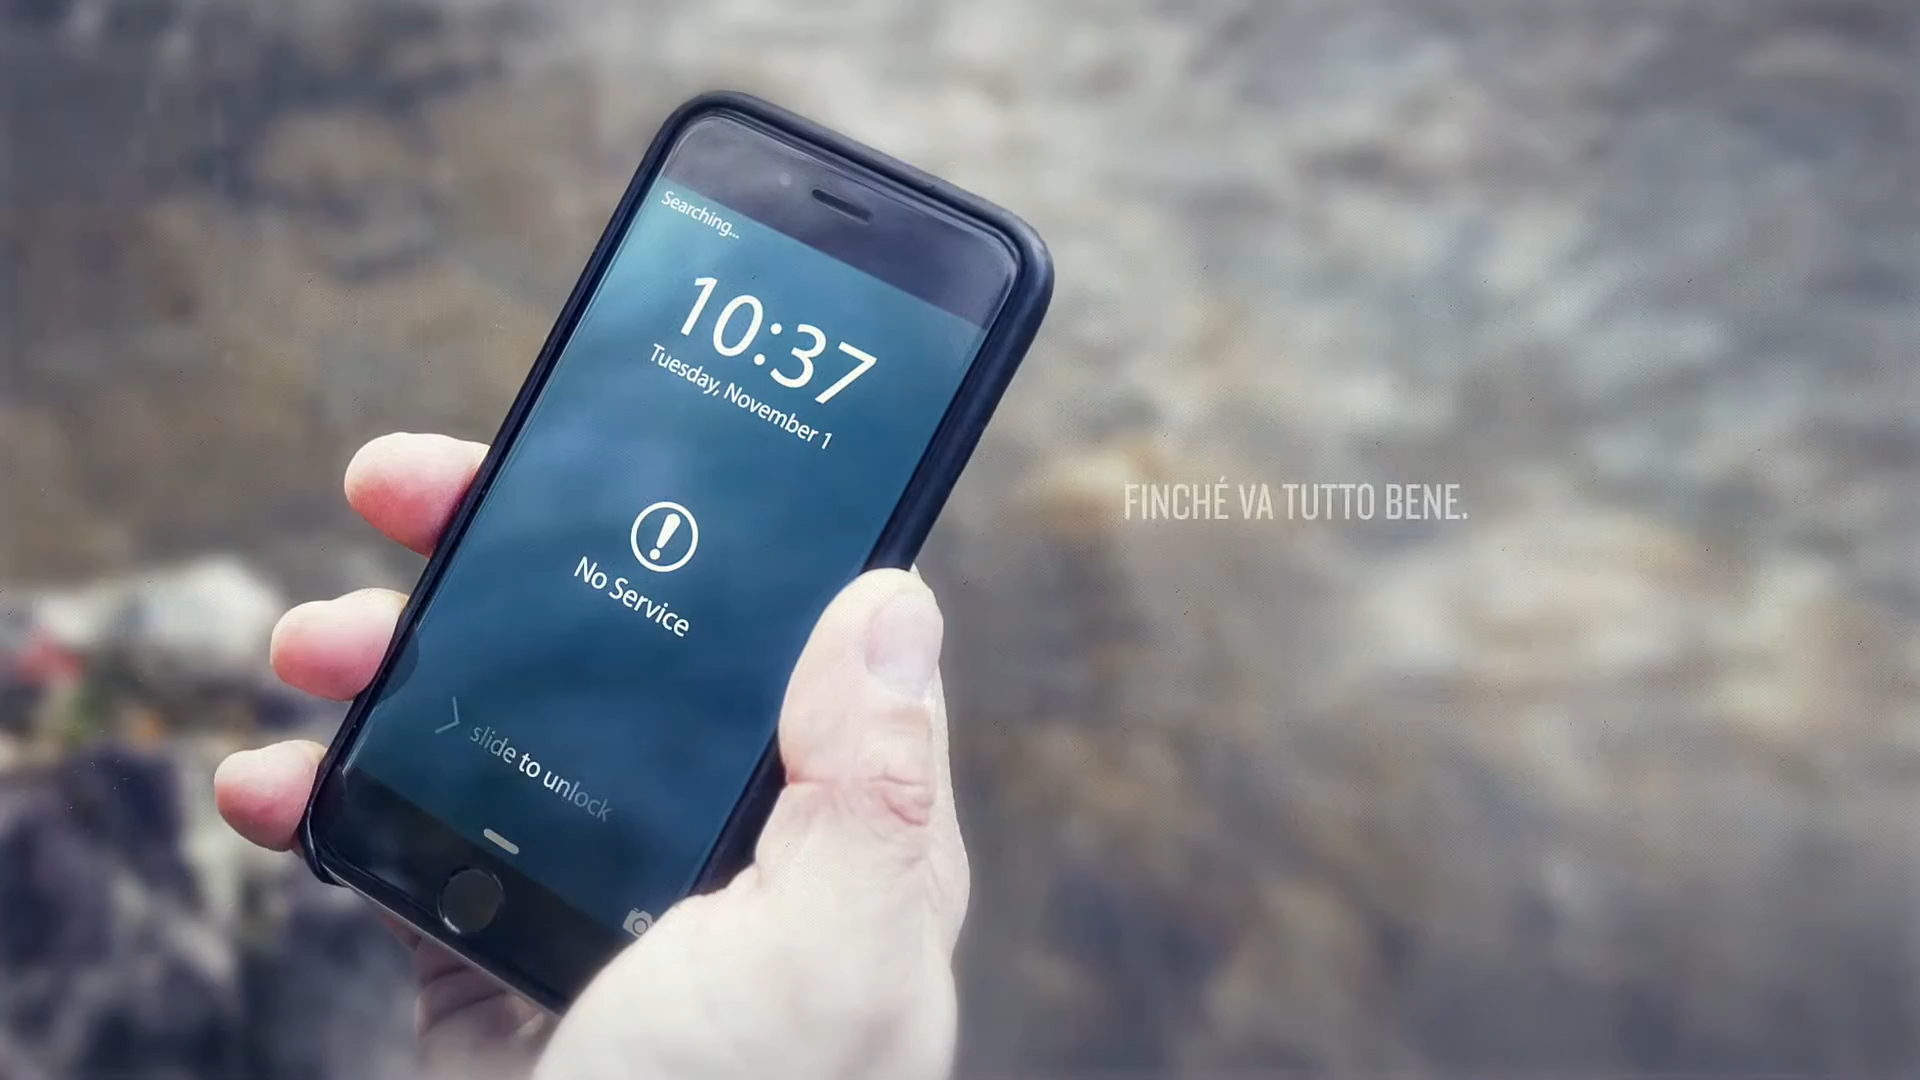 Searching...
10:37
Tuesday, November 1
No Service
slide to unlock
FINCHÉ VA TUTTO BENE.